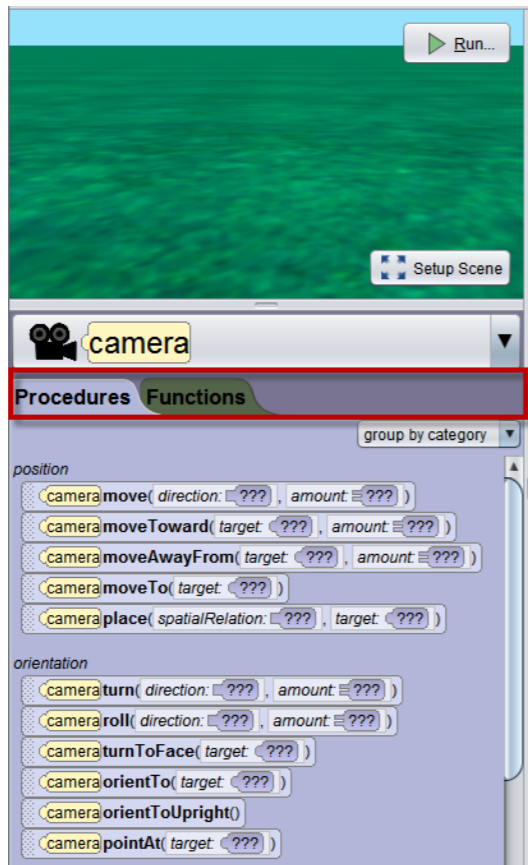 Run...
Setup Scene
camera
Procedures Functions
group by category
position
camera move( direction: ??? , amount: ??? )
camera moveToward( target: ??? , amount: ??? )
camera moveAwayFrom( target: ??? , amount: ??? )
camera moveTo( target: ??? )
camera place( spatialRelation: ??? , target: ??? )
orientation
camera turn( direction: ??? , amount: ??? )
camera roll( direction: ??? , amount: ??? )
camera turnToFace( target: ??? )
camera orientTo( target: ??? )
camera orientToUpright()
camera pointAt( target: ??? )